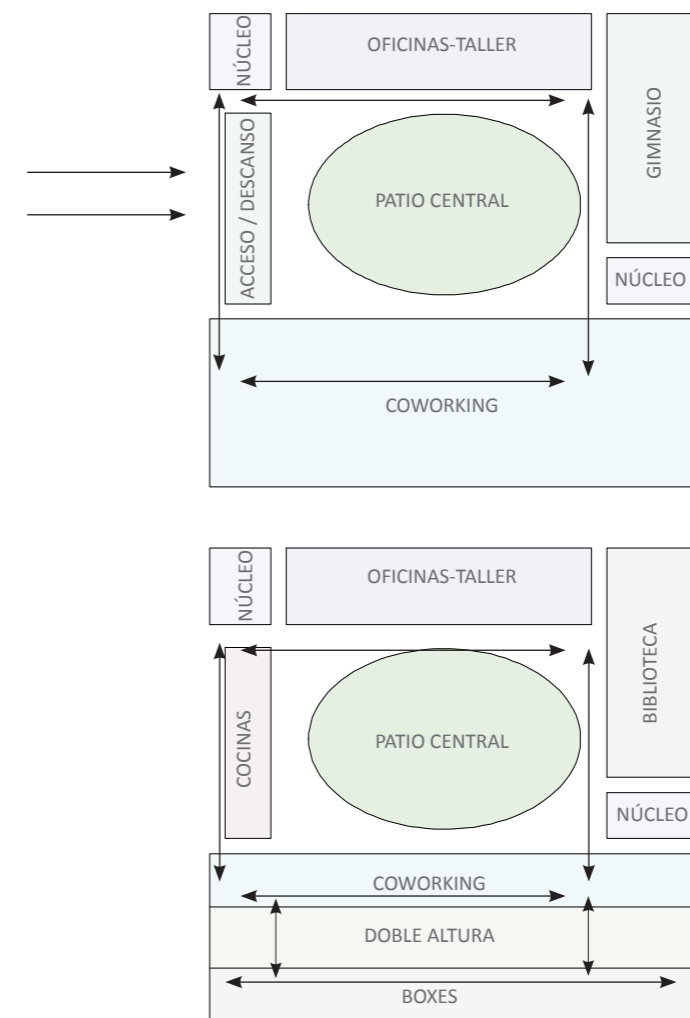 NÚCLEO
OFICINAS-TALLER
GIMNASIO
ACCESO / DESCANSO
PATIO CENTRAL
NÚCLEO
COWORKING
NÚCLEO
OFICINAS-TALLER
BIBLIOTECA
COCINAS
PATIO CENTRAL
NÚCLEO
COWORKING
DOBLE ALTURA
BOXES